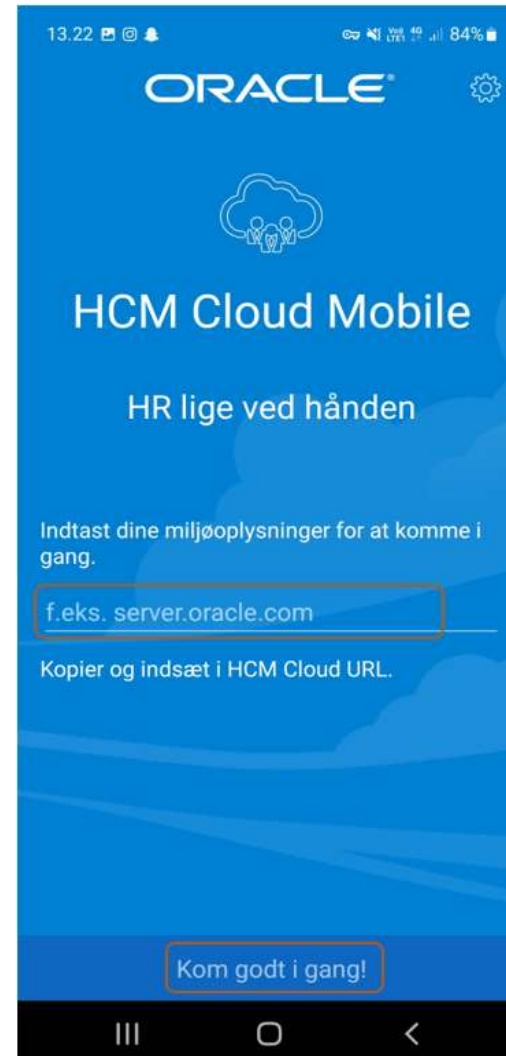 13.22 84%
ORACLE
HCM Cloud Mobile
HR lige ved hånden
Indtast dine miljøoplysninger for at komme i
gang.
f.eks. server.oracle.com
Kopier og indsæt i HCM Cloud URL.
Kom godt i gang!